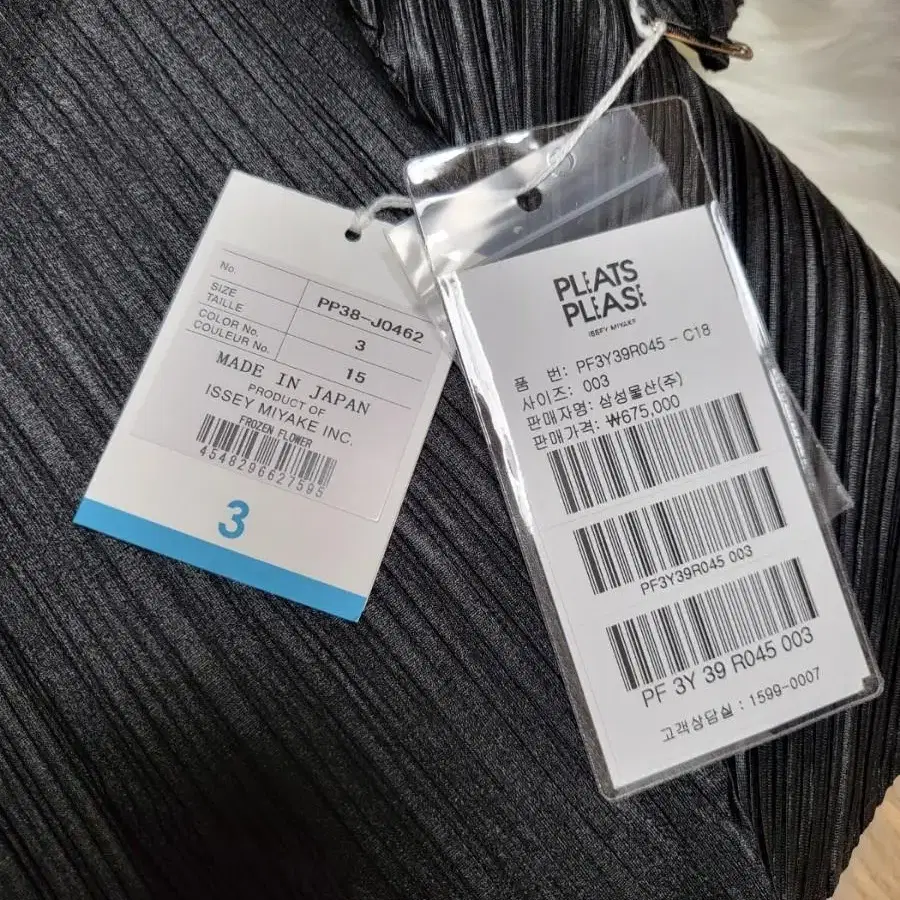 No.
PP38-J0462
SIZE
TAILLE
3
COLOR No.
COULEUR No.
15
MADE IN JAPAN
PRODUCT OF
ISSEY MIYAKE INC.
FROZEN FLOWER
4548296627595
3
PLEATS
PLEASE
ISSEY MIYAKE
품 번: PF3Y39R045 - C18
사이즈: 003
판매자명: 삼성물산(주)
판매가격: ₩675,000
PF3Y39R045 003
PF 3Y 39 R045 003
고객상담실 : 1599-0007